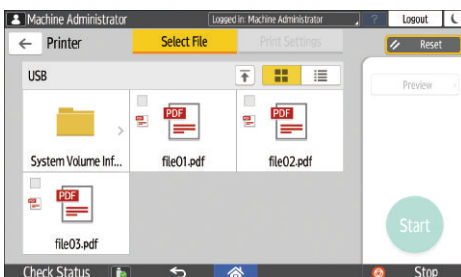 Machine Administrator
Logged in: Machine Administrator
?
Logout
Printer
Select File
Print Settings
Reset
USB
Preview
PDF
PDF
System Volume Inf...
file01.pdf
file02.pdf
PDF
Start
file03.pdf
Check Status
Stop